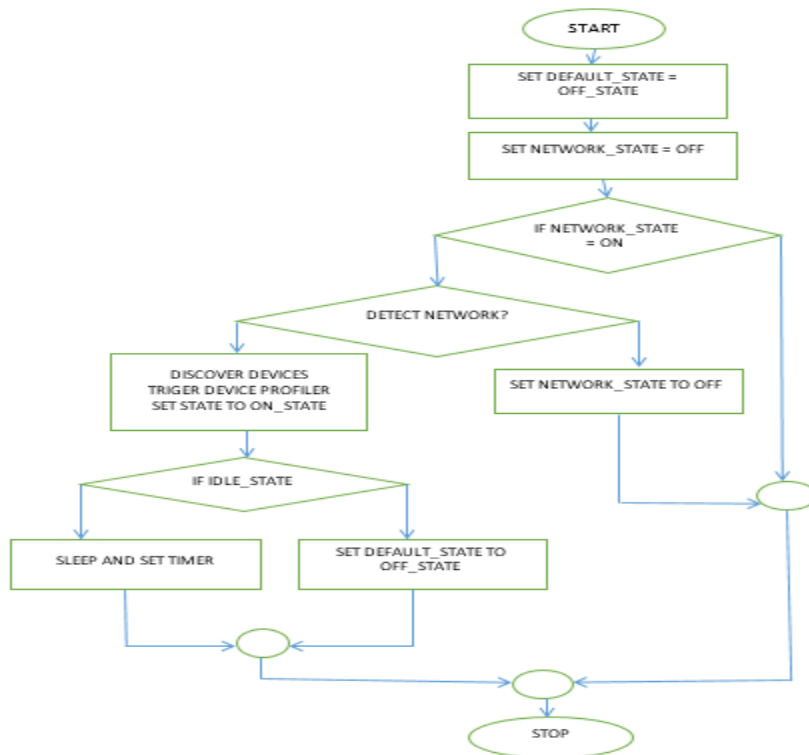 START
SET DEFAULT_STATE =
OFF_STATE
SET NETWORK_STATE = OFF
IF NETWORK_STATE
= ON
DETECT NETWORK?
DISCOVER DEVICES
TRIGER DEVICE PROFILER
SET STATE TO ON_STATE
SET NETWORK_STATE TO OFF
IF IDLE_STATE
SLEEP AND SET TIMER
SET DEFAULT_STATE TO
OFF_STATE
STOP